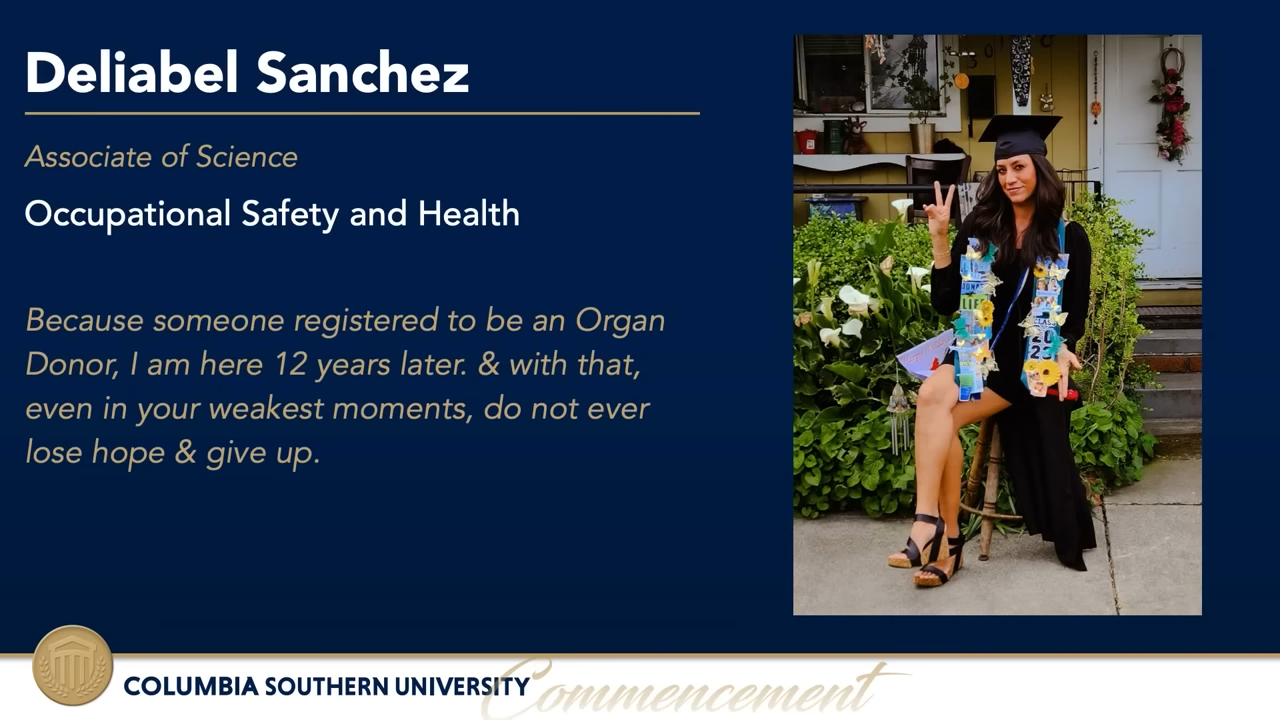 Deliabel Sanchez
Associate of Science
Occupational Safety and Health
Because someone registered to be an Organ
Donor, I am here 12 years later. & with that,
even in your weakest moments, do not ever
lose hope & give up.
COLUMBIA SOUTHERN UNIVERSITY
Commencement